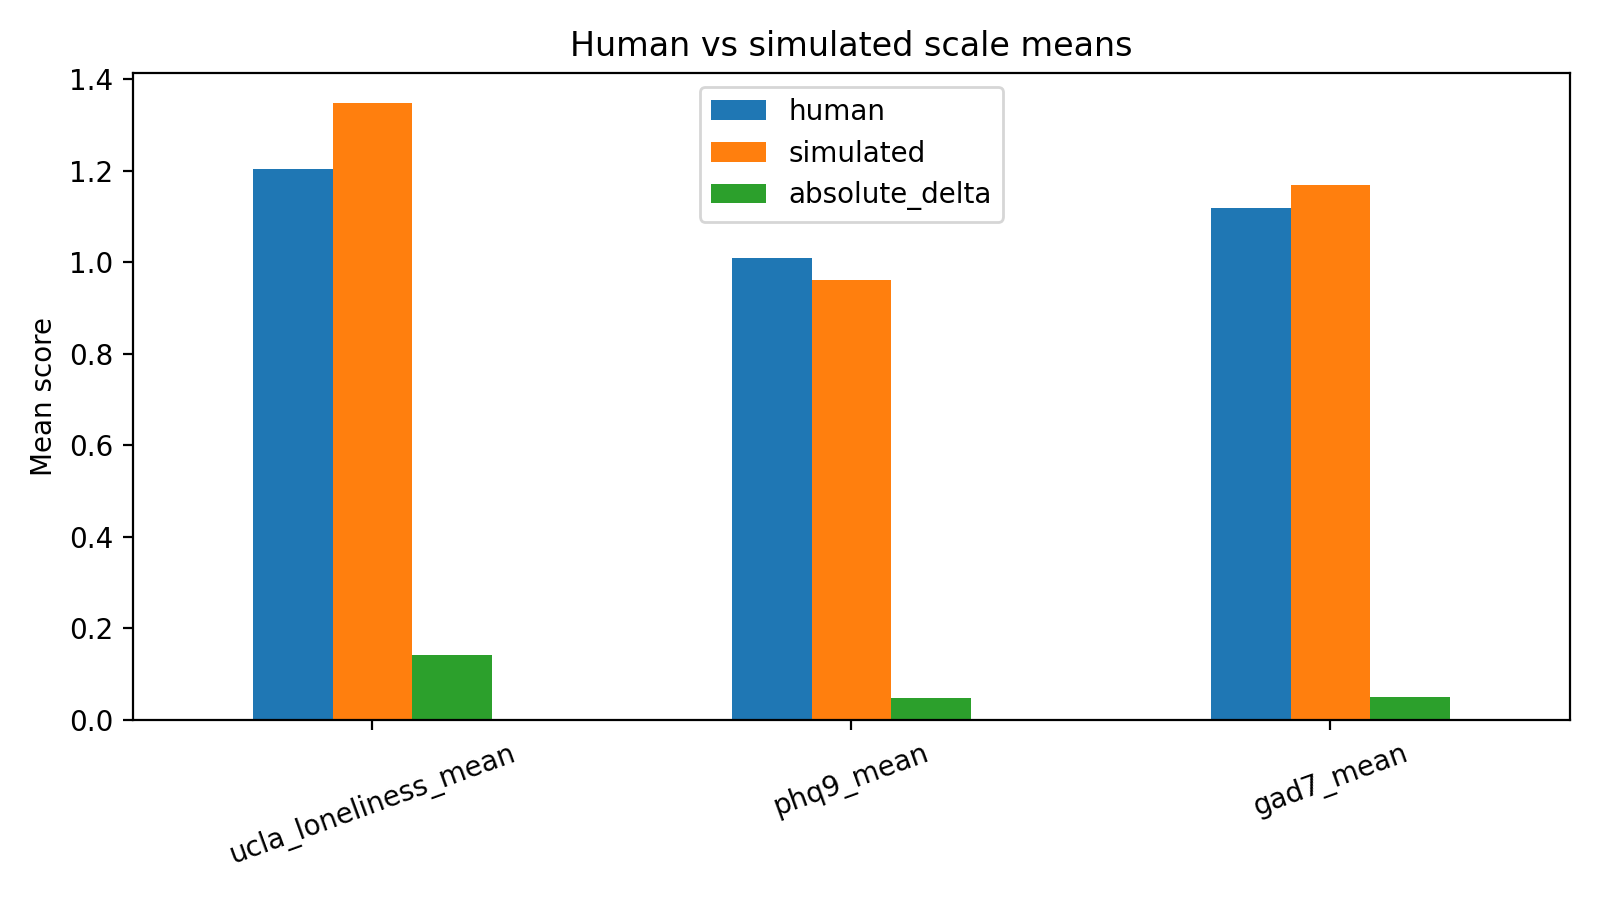 Human vs simulated scale means
human
simulated
absolute_delta
Mean score
1.4
1.2
1.0
0.8
0.6
0.4
0.2
0.0
ucla_loneliness_mean
phq9_mean
gad7_mean